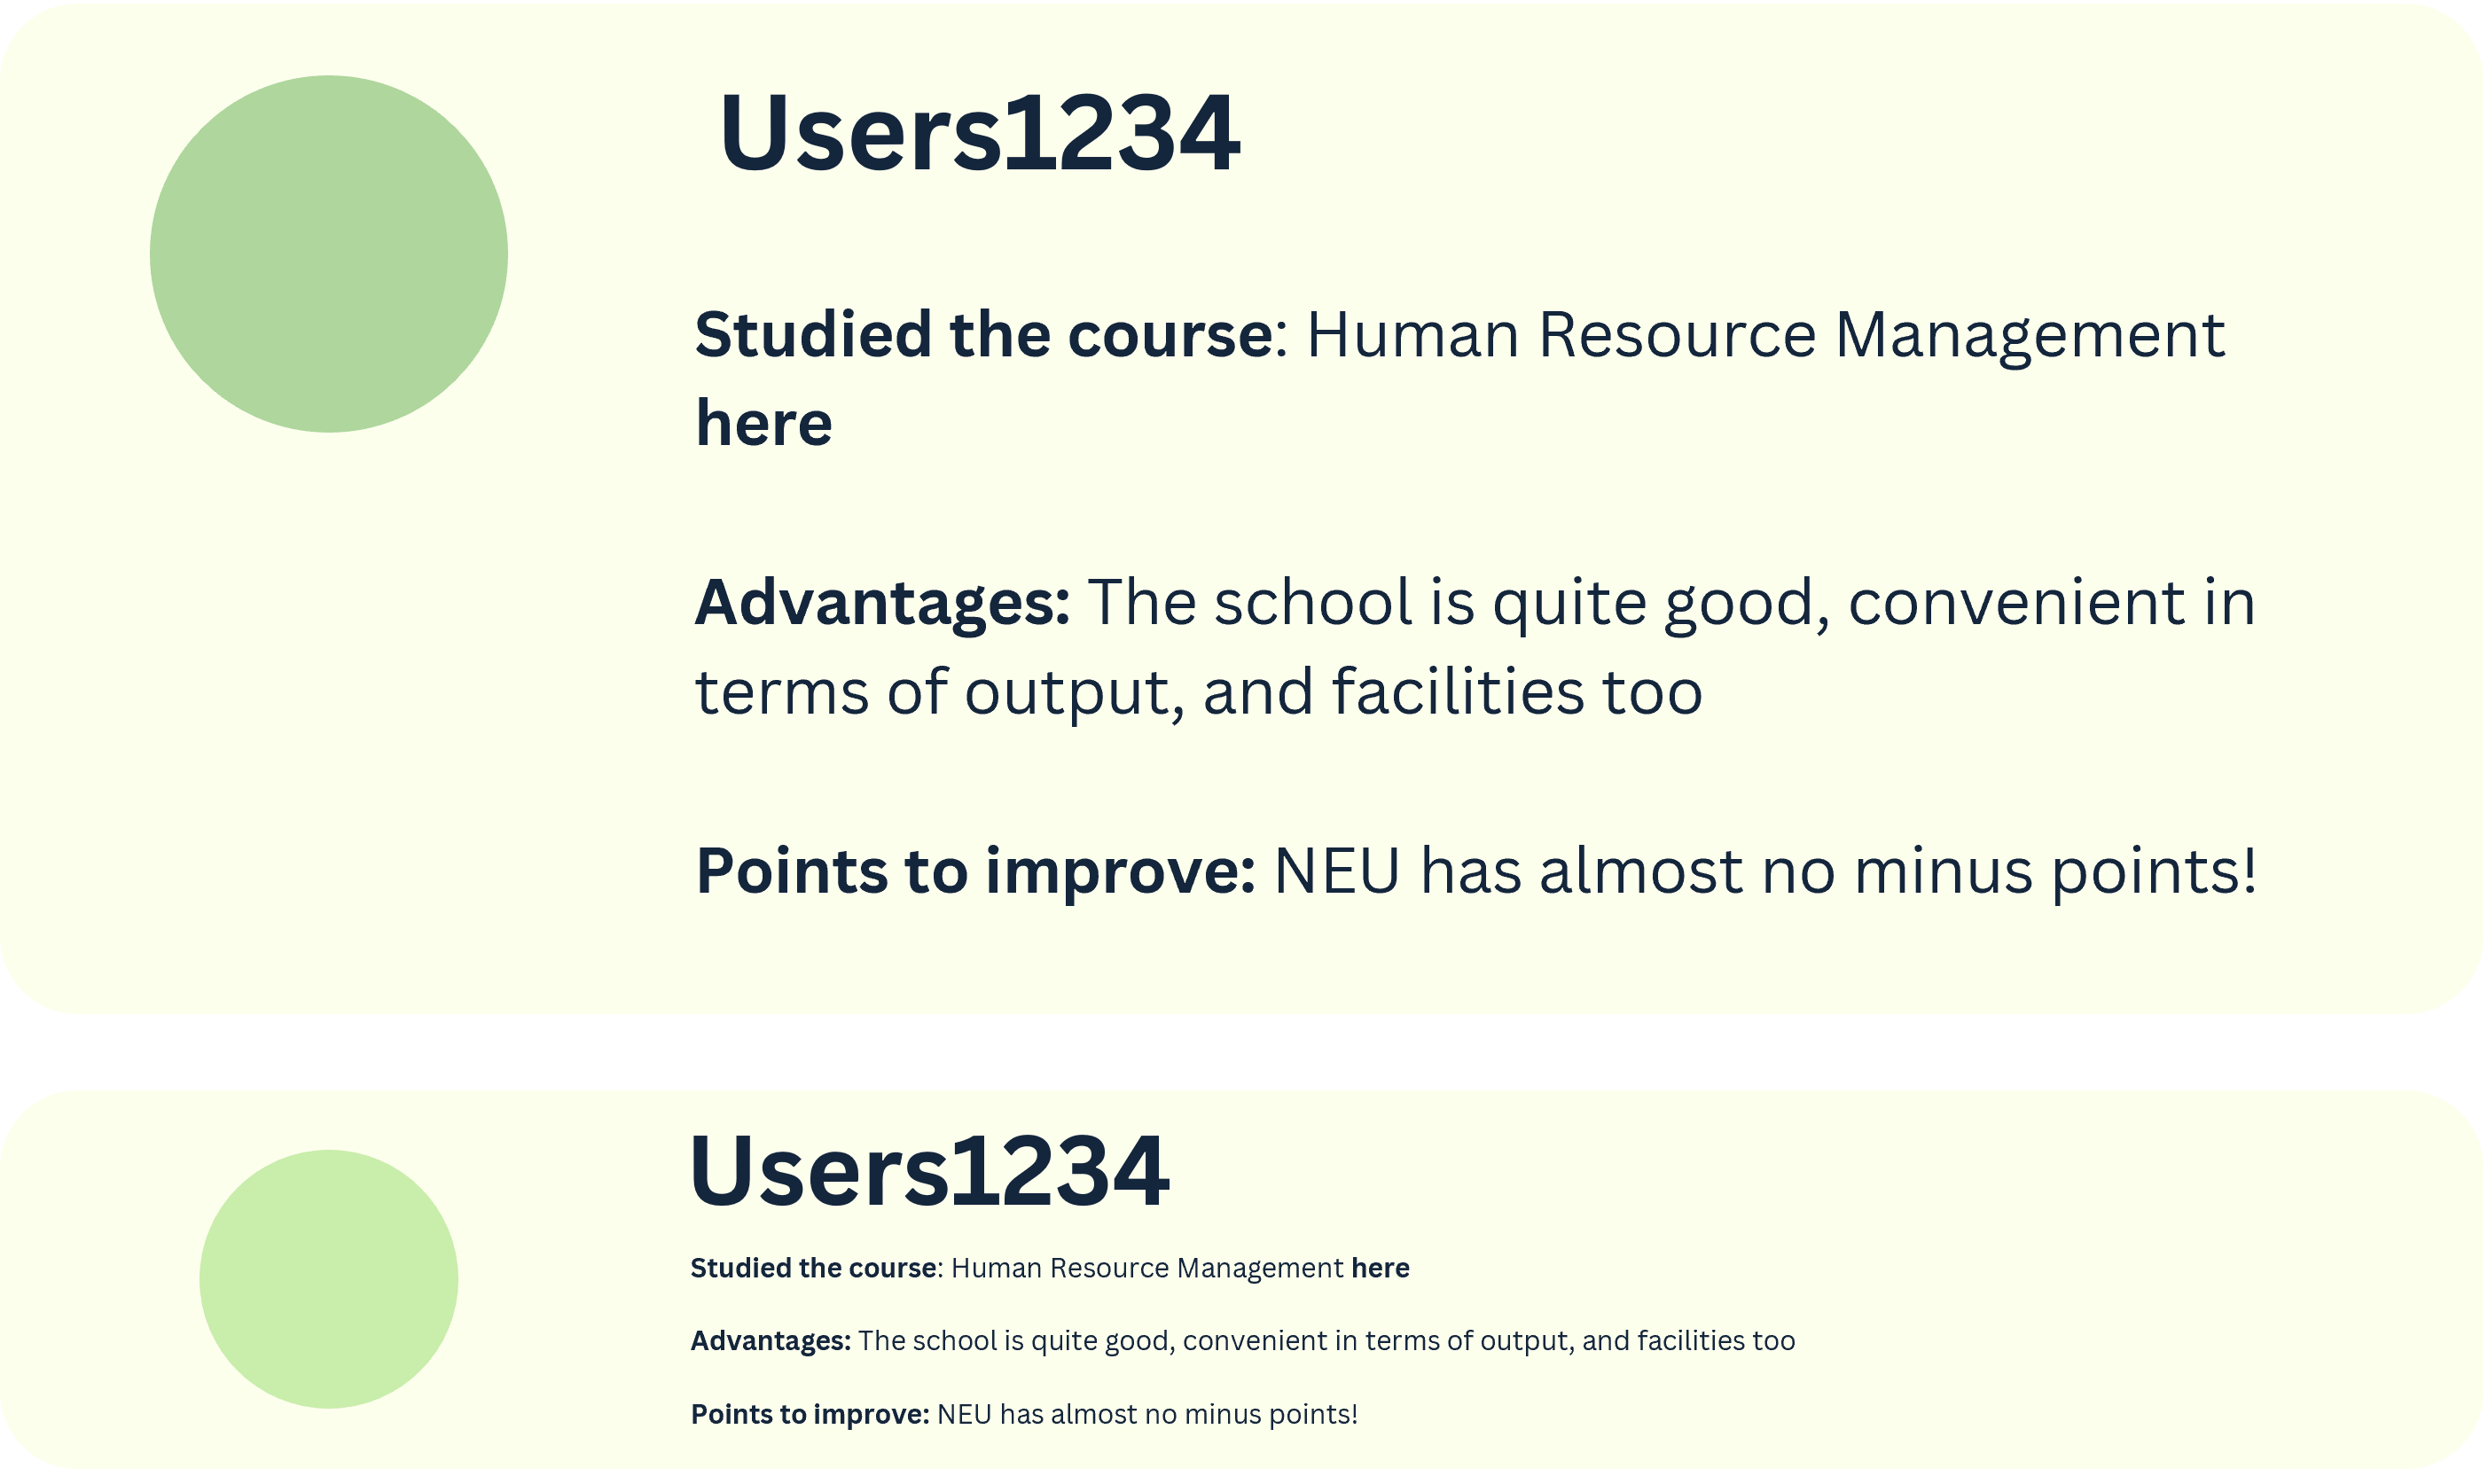 Users1234
Studied the course: Human Resource Management
here
Advantages: The school is quite good, convenient in
terms of output, and facilities too
Points to improve: NEU has almost no minus points!
Users1234
Studied the course: Human Resource Management here
Advantages: The school is quite good, convenient in terms of output, and facilities too
Points to improve: NEU has almost no minus points!